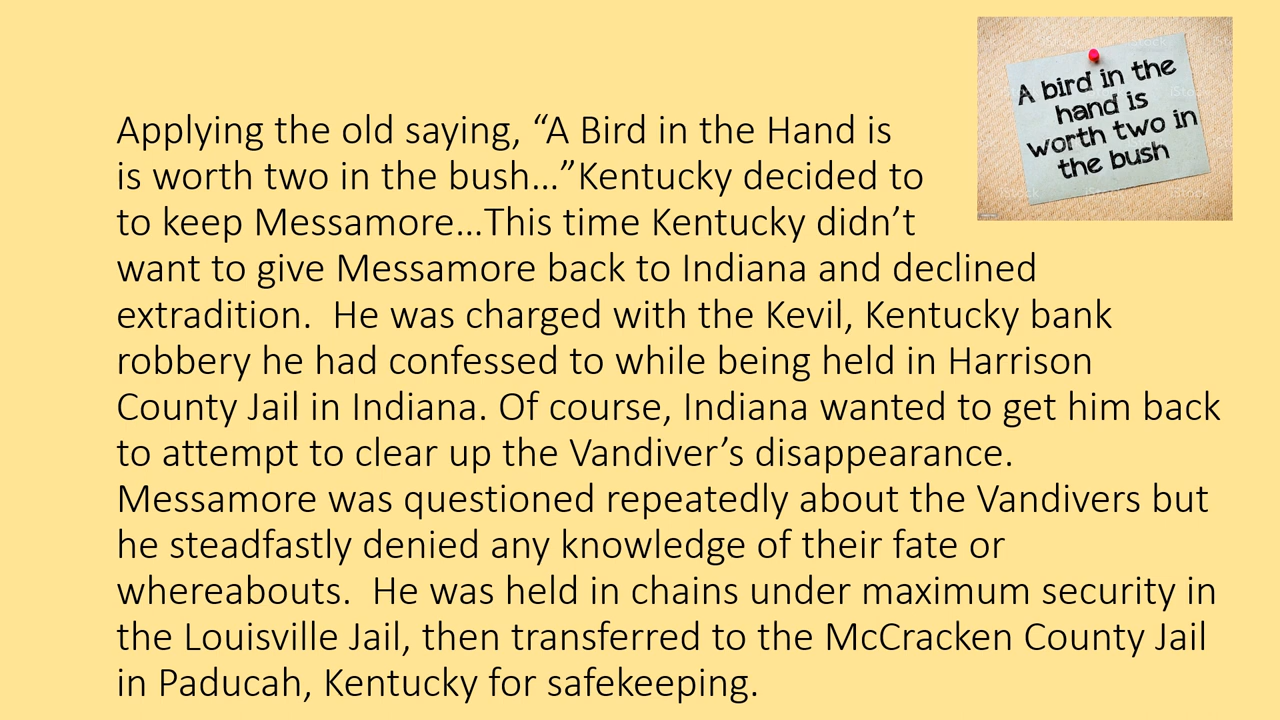 A bird in the
hand is
worth two in
the bush
Applying the old saying, “A Bird in the Hand is
is worth two in the bush…”Kentucky decided to
to keep Messamore…This time Kentucky didn’t
want to give Messamore back to Indiana and declined
extradition.  He was charged with the Kevil, Kentucky bank
robbery he had confessed to while being held in Harrison
County Jail in Indiana. Of course, Indiana wanted to get him back
to attempt to clear up the Vandiver’s disappearance.
Messamore was questioned repeatedly about the Vandivers but
he steadfastly denied any knowledge of their fate or
whereabouts.  He was held in chains under maximum security in
the Louisville Jail, then transferred to the McCracken County Jail
in Paducah, Kentucky for safekeeping.